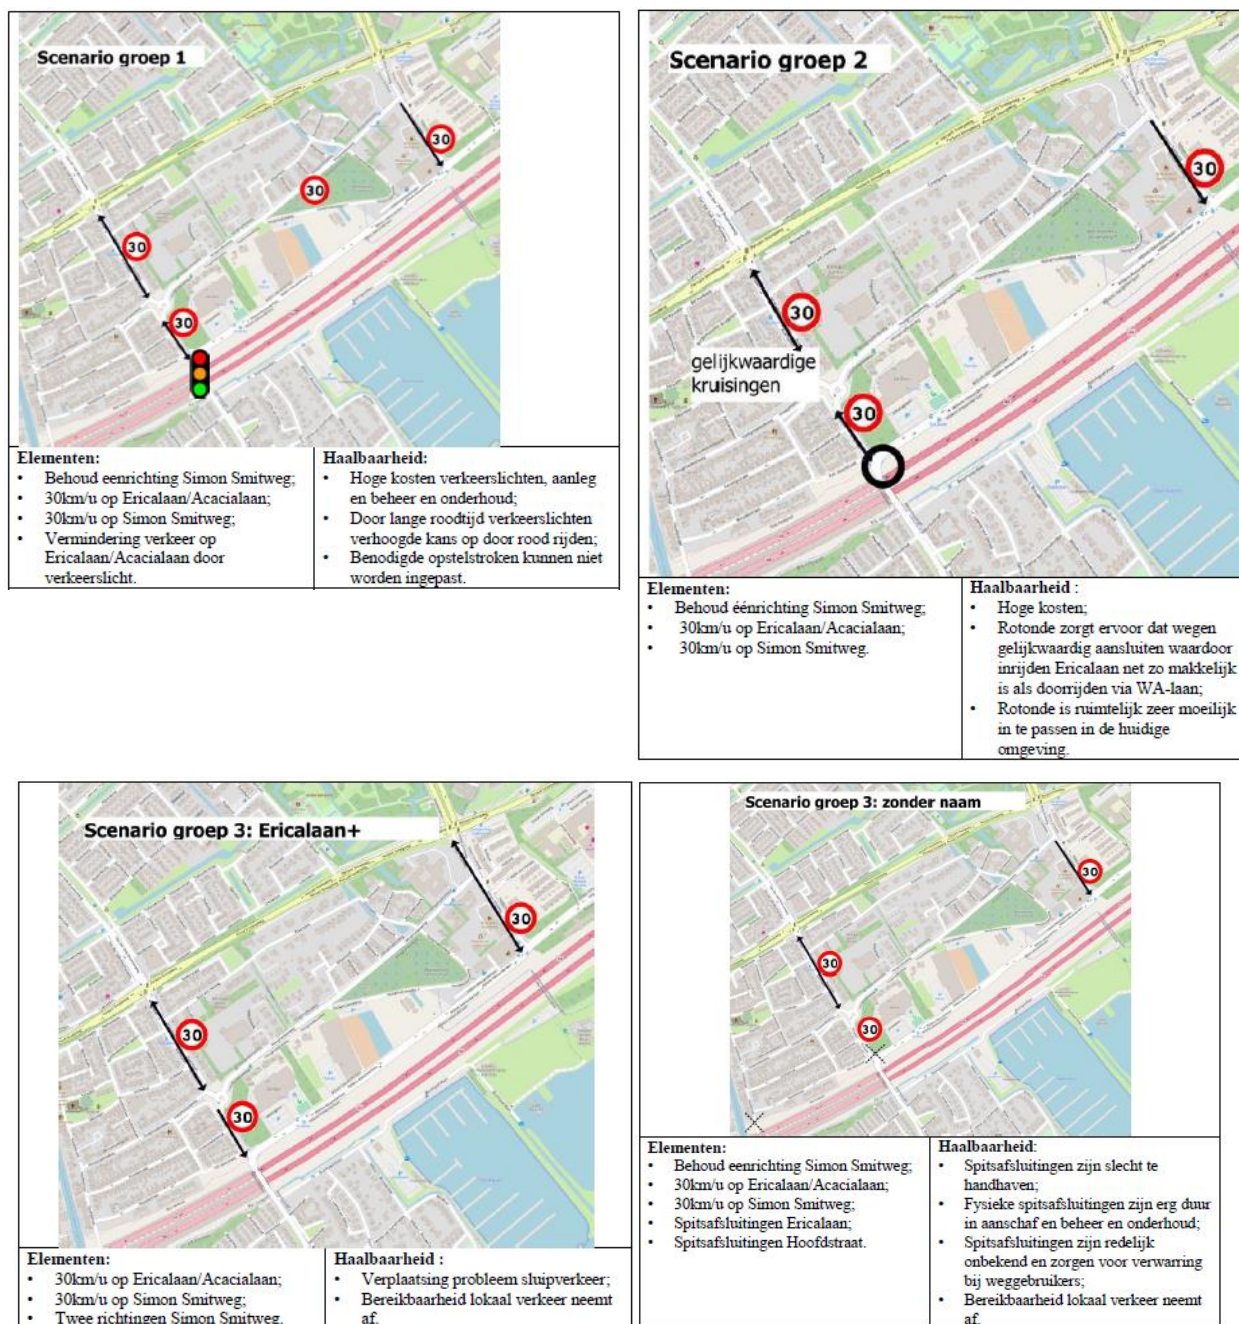 Scenario groep 1
30
30
30
30
Elementen:
• Behoud eenrichting Simon Smitweg;
• 30km/u op Ericalaan/Acacialaan;
• 30km/u op Simon Smitweg;
• Vermindering verkeer op
Ericalaan/Acacialaan door
verkeerslicht.
Haalbaarheid:
• Hoge kosten verkeerslichten, aanleg
en beheer en onderhoud;
• Door lange roodtijd verkeerslichten
verhoogde kans op door rood rijden;
• Benodigde opstelstroken kunnen niet
worden ingepast.
Scenario groep 2
30
30
gelijkwaardige
kruisingen
30
Elementen:
• Behoud éénrichting Simon Smitweg;
• 30km/u op Ericalaan/Acacialaan;
• 30km/u op Simon Smitweg.
Haalbaarheid :
• Hoge kosten;
• Rotonde zorgt ervoor dat wegen
gelijkwaardig aansluiten waardoor
inrijden Ericalaan net zo makkelijk
is als doorrijden via WA-laan;
• Rotonde is ruimtelijk zeer moeilijk
in te passen in de huidige
omgeving.
Scenario groep 3: Ericalaan+
30
30
30
Elementen:
• 30km/u op Ericalaan/Acacialaan;
• 30km/u op Simon Smitweg;
• Twee richtingen Simon Smitweg.
Haalbaarheid :
• Verplaatsing probleem sluipverkeer;
• Bereikbaarheid lokaal verkeer neemt
af.
Scenario groep 3: zonder naam
30
30
30
Elementen:
• Behoud eenrichting Simon Smitweg;
• 30km/u op Ericalaan/Acacialaan;
• 30km/u op Simon Smitweg;
• Spitsafsluitingen Ericalaan;
• Spitsafsluitingen Hoofdstraat.
Haalbaarheid:
• Spitsafsluitingen zijn slecht te
handhaven;
• Fysieke spitsafsluitingen zijn erg duur
in aanschaf en beheer en onderhoud;
• Spitsafsluitingen zijn redelijk
onbekend en zorgen voor verwarring
bij weggebruikers;
• Bereikbaarheid lokaal verkeer neemt
af.